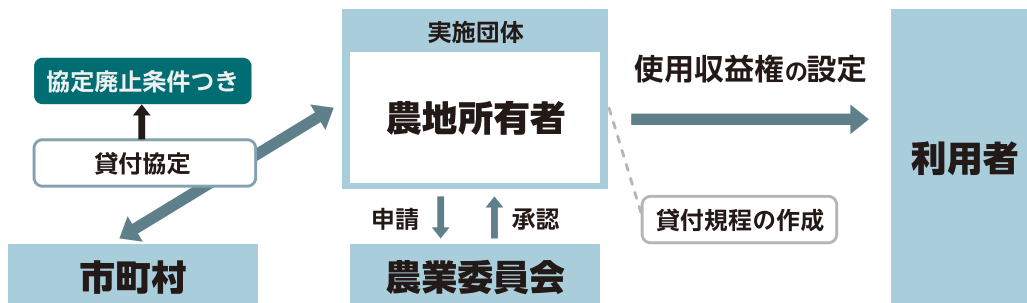 実施団体
協定廃止条件つき
農地所有者
使用収益権の設定
貸付協定
利用者
申請
承認
貸付規程の作成
市町村
農業委員会